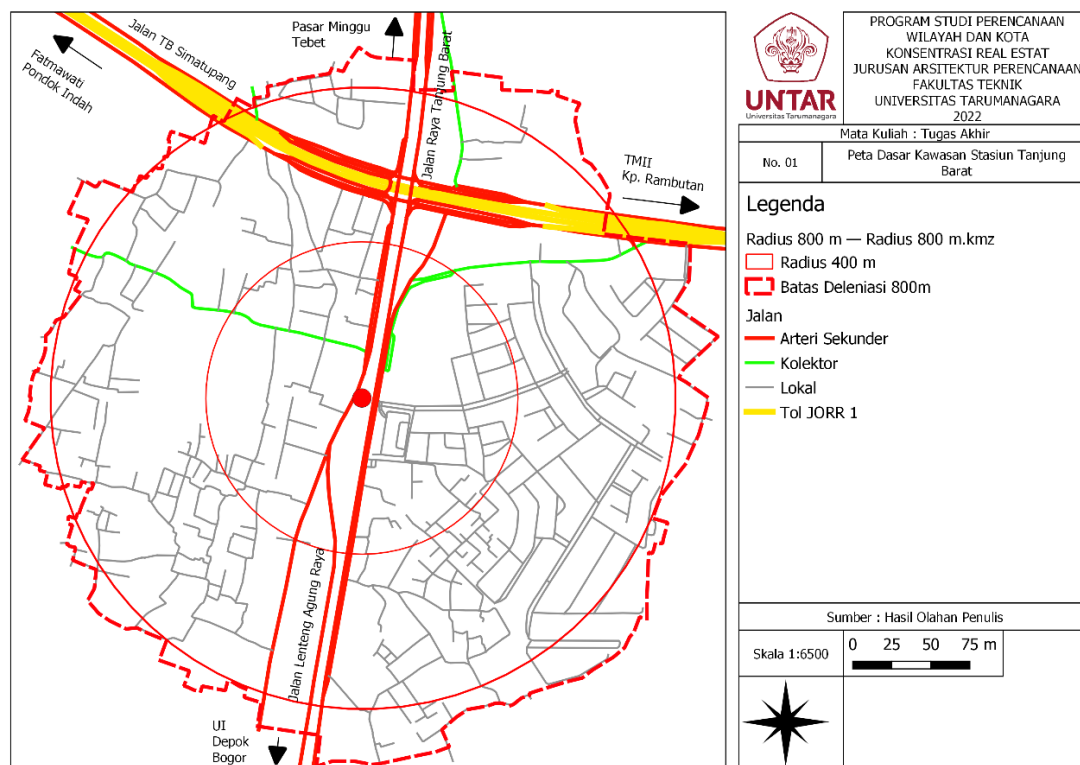 Jalan TB Simatupang
Fatmawati
Pondok Indah
Pasar Minggu
Tebet
Jalan Raya Tanjung Barat
TMII
Kp. Rambutan
Jalan Lenteng Agung Raya
UI
Depok
Bogor
UNTAR
Universitas Tarumanagara
PROGRAM STUDI PERENCANAAN
WILAYAH DAN KOTA
KONSENTRASI REAL ESTAT
JURUSAN ARSITEKTUR PERENCANAAN
FAKULTAS TEKNIK
UNIVERSITAS TARUMANAGARA
2022
Mata Kuliah : Tugas Akhir
No. 01
Peta Dasar Kawasan Stasiun Tanjung
Barat
Legenda
Radius 800 m — Radius 800 m.kmz
Radius 400 m
Batas Deleniasi 800m
Jalan
Arteri Sekunder
Kolektor
Lokal
Tol JORR 1
Sumber : Hasil Olahan Penulis
Skala 1:6500
0 25 50 75 m